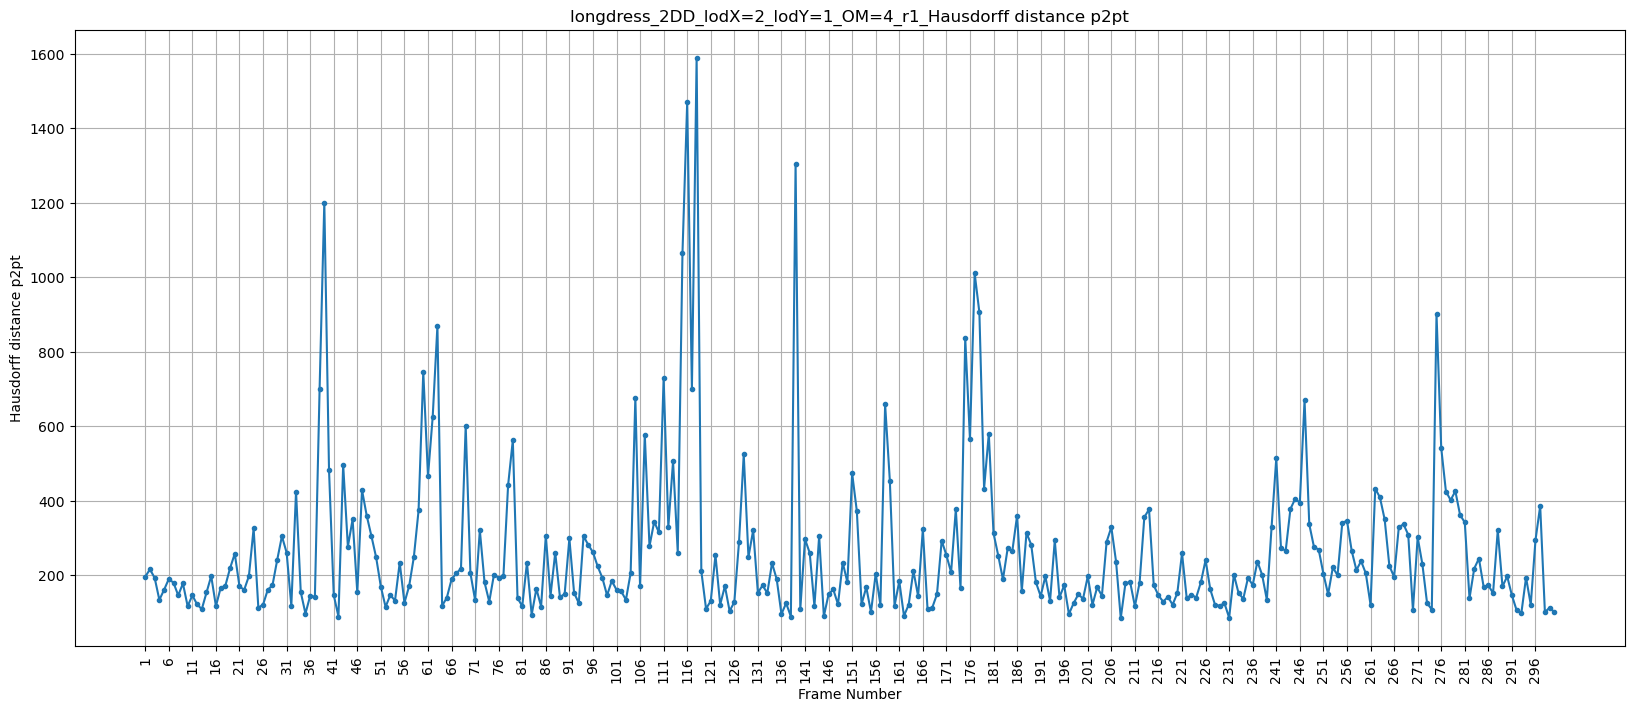 longdress_2DD_lodX=2_lodY=1_OM=4_r1_Hausdorff distance p2pt
1600
1400
1200
1000
800
600
400
200
Hausdorff distance p2pt
1 6 11 16 21 26 31 36 41 46 51 56 61 66 71 76 81 86 91 96 101 106 111 116 121 126 131 136 141 146 151 156 161 166 171 176 181 186 191 196 201 206 211 216 221 226 231 236 241 246 251 256 261 266 271 276 281 286 291 296
Frame Number